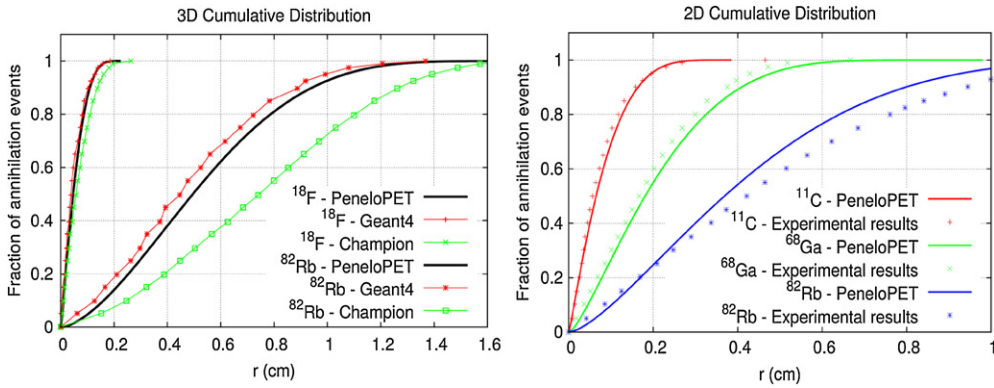 3D Cumulative Distribution
Fraction of annihilation events
1
0.8
0.6
0.4
0.2
0
¹⁸F - PeneloPET
¹⁸F - Geant4
¹⁸F - Champion
⁸²Rb - PeneloPET
⁸²Rb - Geant4
⁸²Rb - Champion
0 0.2 0.4 0.6 0.8 1 1.2 1.4 1.6
r (cm)
2D Cumulative Distribution
Fraction of annihilation events
1
0.8
0.6
0.4
0.2
0
¹¹C - PeneloPET
¹¹C - Experimental results
⁶⁸Ga - PeneloPET
⁶⁸Ga - Experimental results
⁸²Rb - PeneloPET
⁸²Rb - Experimental results
0 0.2 0.4 0.6 0.8 1
r (cm)